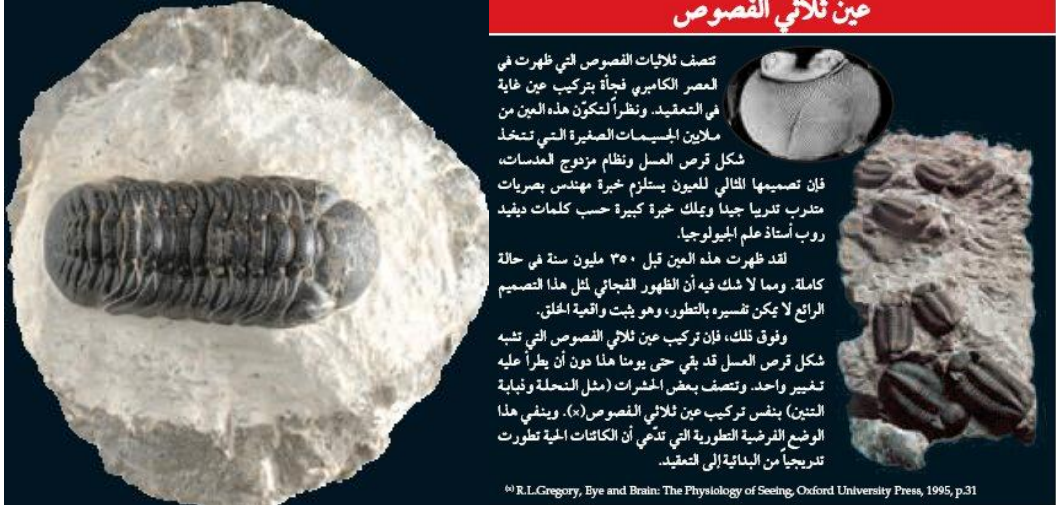 عين ثلاثي الفصوص
تتصف ثلاثيات الفصوص التي ظهرت في
العصر الكامبري فجأة بتركيب عين غاية
في التعقيد. ونظراً لتكوّن هذه العين من
ملايين الجسيمات الصغيرة التي تتخذ
شكل قرص العسل ونظام مزدوج العدسات،
فإن تصميمها المثالي للعيون يستلزم خبرة مهندس بصريات
متدرب تدريبا جيدا ويملك خبرة كبيرة حسب كلمات ديفيد
روب أستاذ علم الجيولوجيا.
لقد ظهرت هذه العين قبل ٣٥٠ مليون سنة في حالة
كاملة. ومما لا شك فيه أن الظهور الفجائي لمثل هذا التصميم
الرائع لا يمكن تفسيره بالتطور، وهو يثبت واقعية الخلق.
وفوق ذلك، فإن تركيب عين ثلاثي الفصوص التي تشبه
شكل قرص العسل قد بقي حتى يومنا هذا دون أن يطرأ عليه
تغيير واحد. وتتصف بعض الحشرات (مثل النحلة وذبابة
التنين) بنفس تركيب عين ثلاثي الفصوص(×). وينفي هذا
الوضع الفرضية التطورية التي تدّعي أن الكائنات الحية تطورت
تدريجياً من البدائية إلى التعقيد.
(×) R.L.Gregory, Eye and Brain: The Physiology of Seeing, Oxford University Press, 1995, p.31